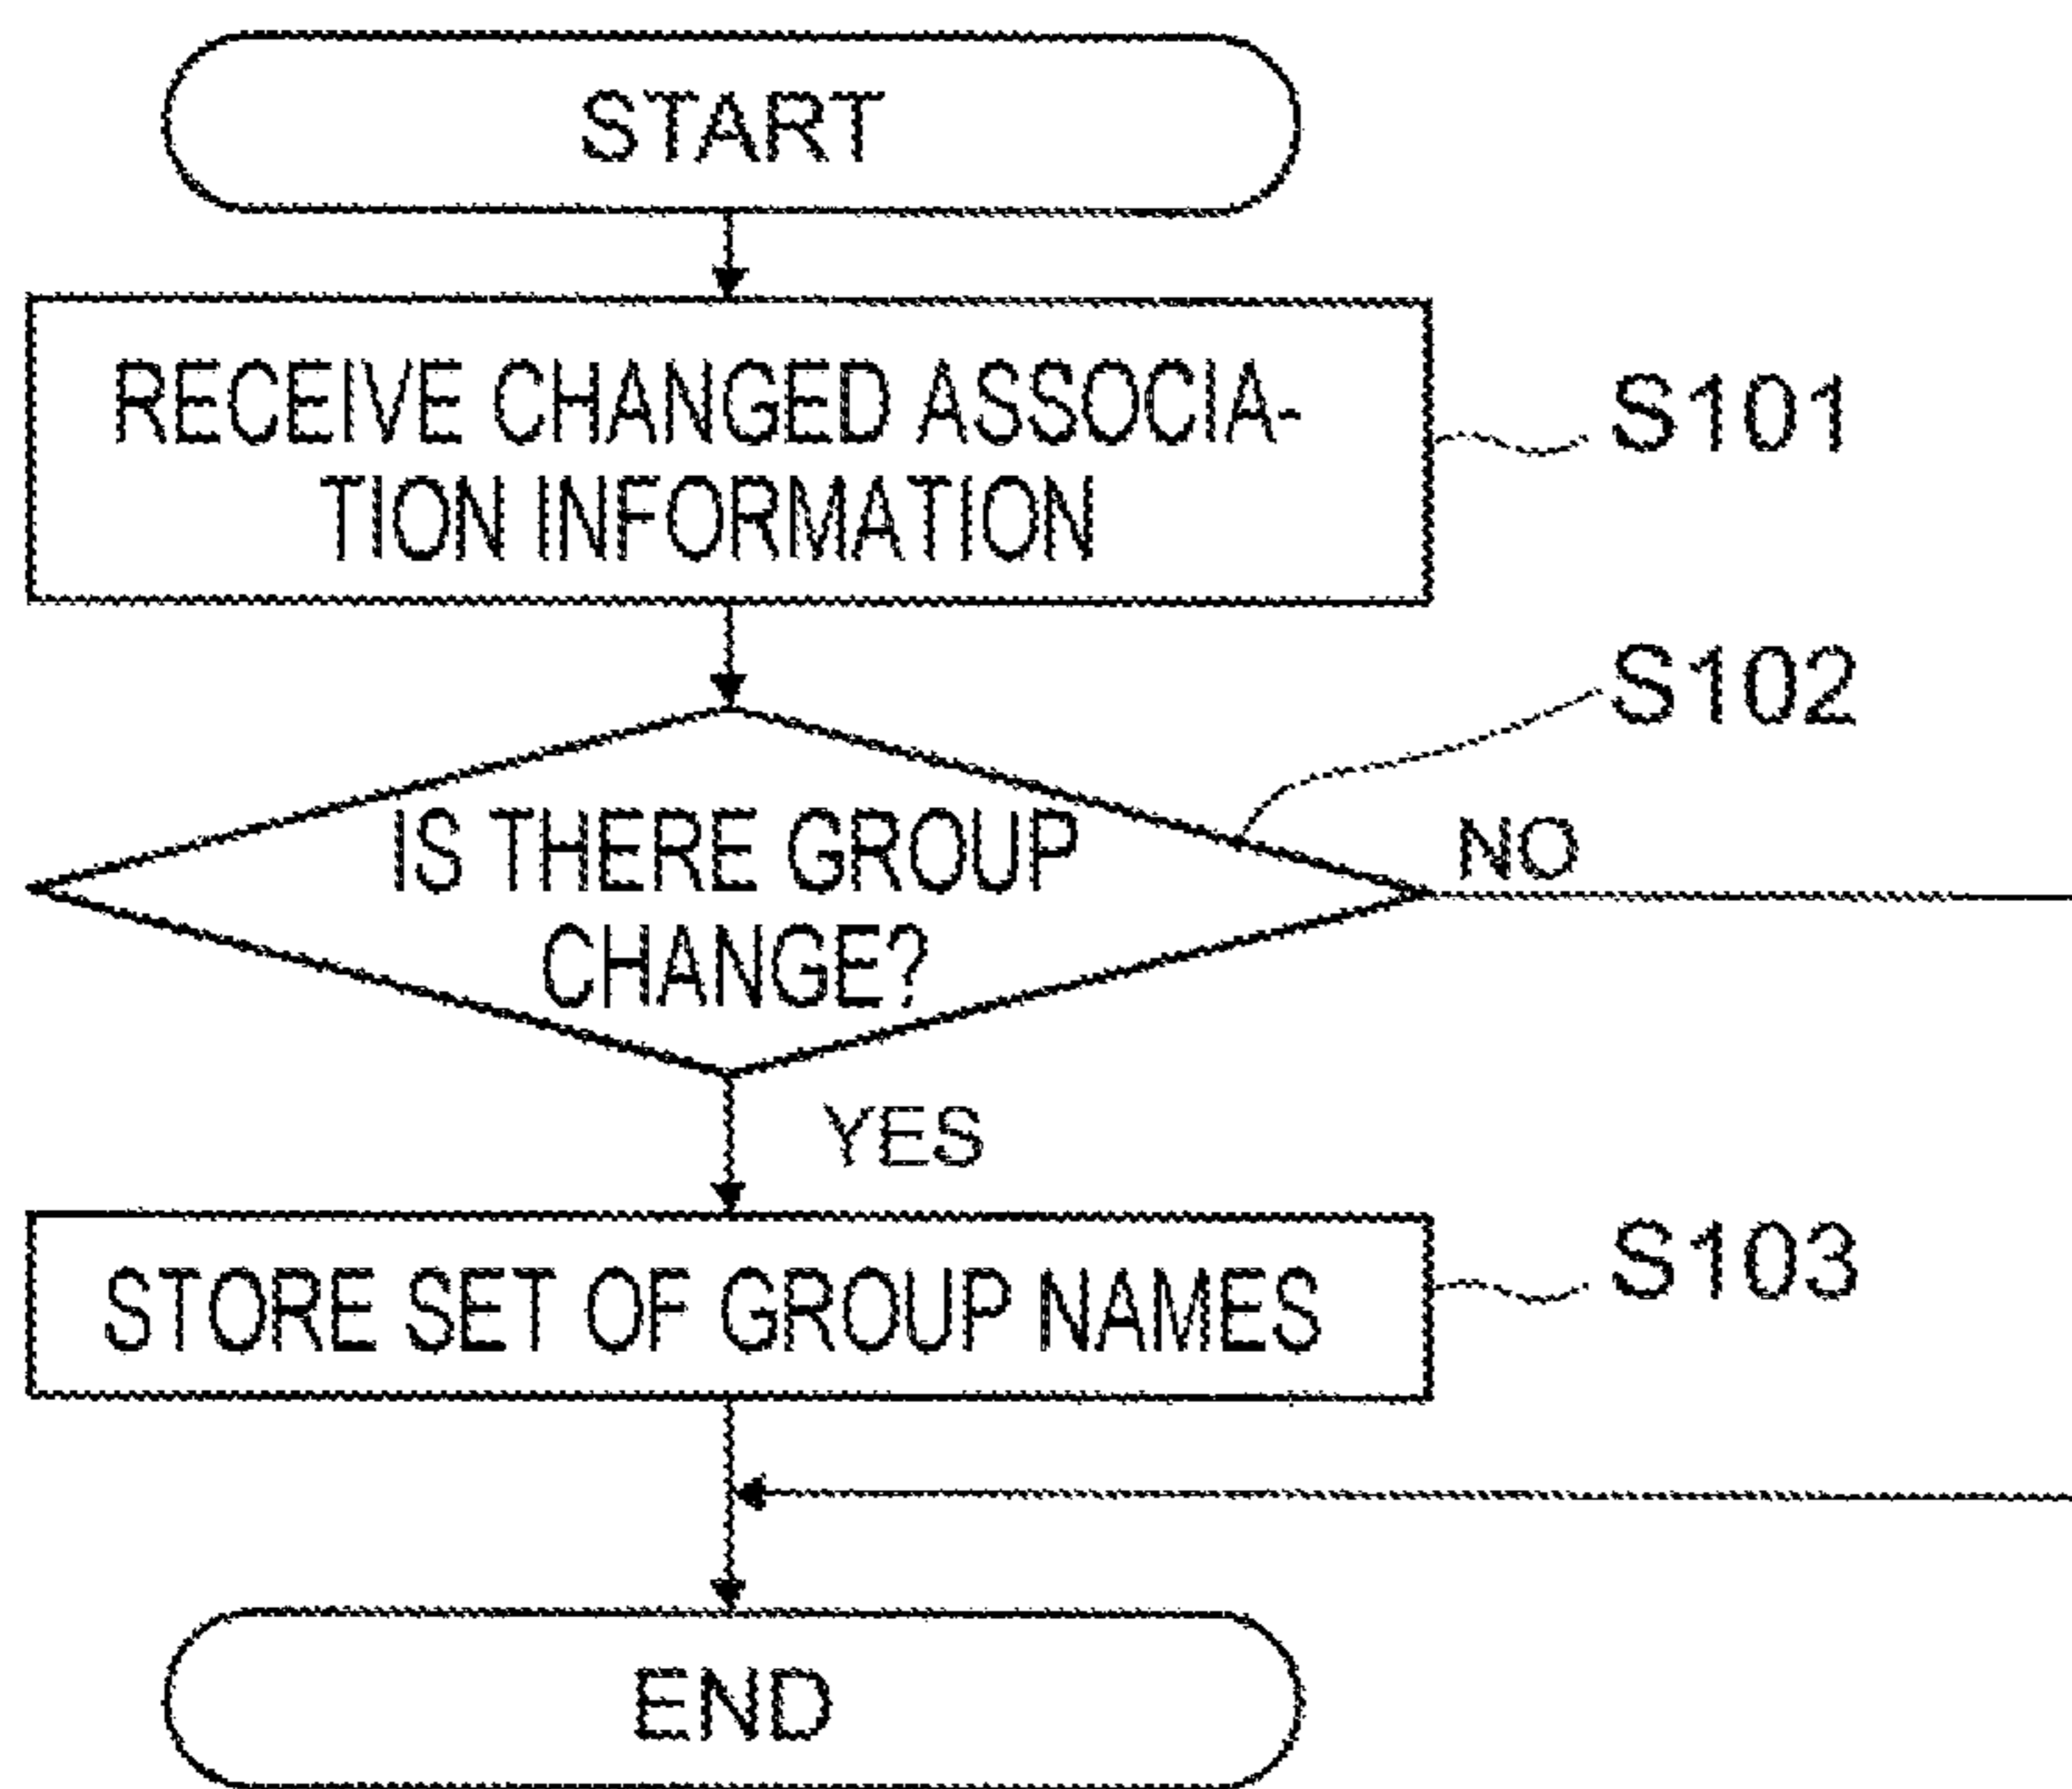 START
RECEIVE CHANGED ASSOCIA-
TION INFORMATION
S101
S102
IS THERE GROUP
CHANGE?
NO
YES
STORE SET OF GROUP NAMES
S103
END